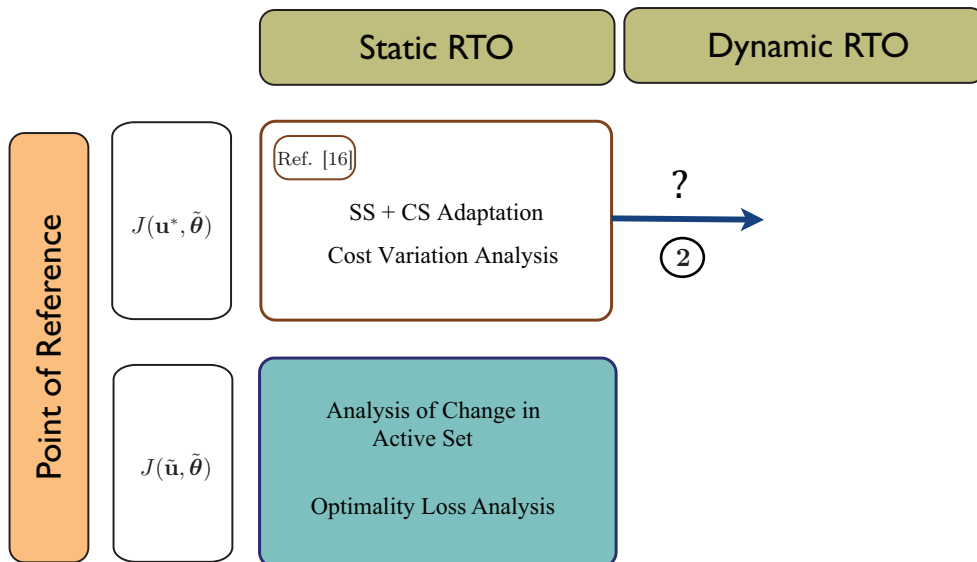 Static RTO
Dynamic RTO
Point of Reference
J(u*, θ̃)
Ref. [16]
SS + CS Adaptation
Cost Variation Analysis
?
2
J(ũ, θ̃)
Analysis of Change in
Active Set
Optimality Loss Analysis